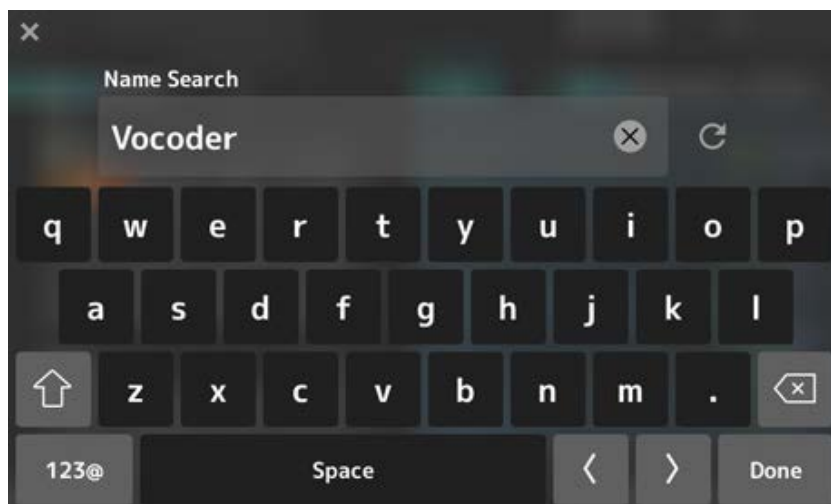 Name Search
Vocoder
q w e r t y u i o p
a s d f g h j k l
z x c v b n m .
123@ Space Done